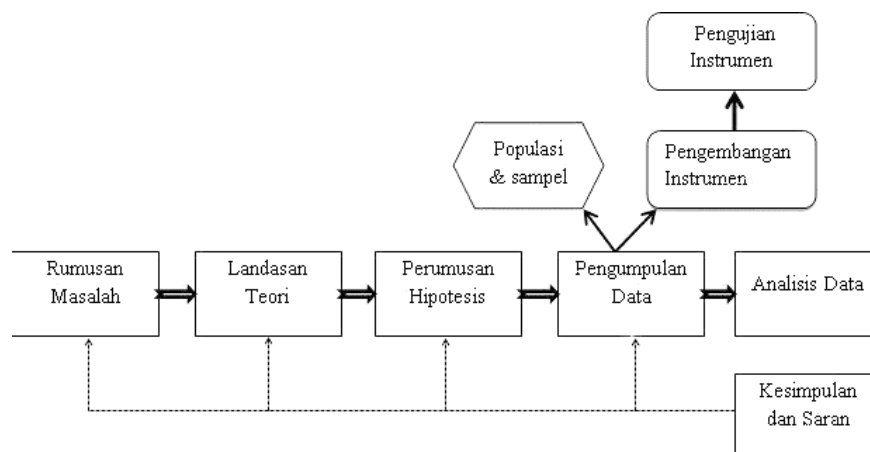 Pengujian
Instrumen
Populasi
& sampel
Pengembangan
Instrumen
Rumusan
Masalah
Landasan
Teori
Perumusan
Hipotesis
Pengumpulan
Data
Analisis Data
Kesimpulan
dan Saran